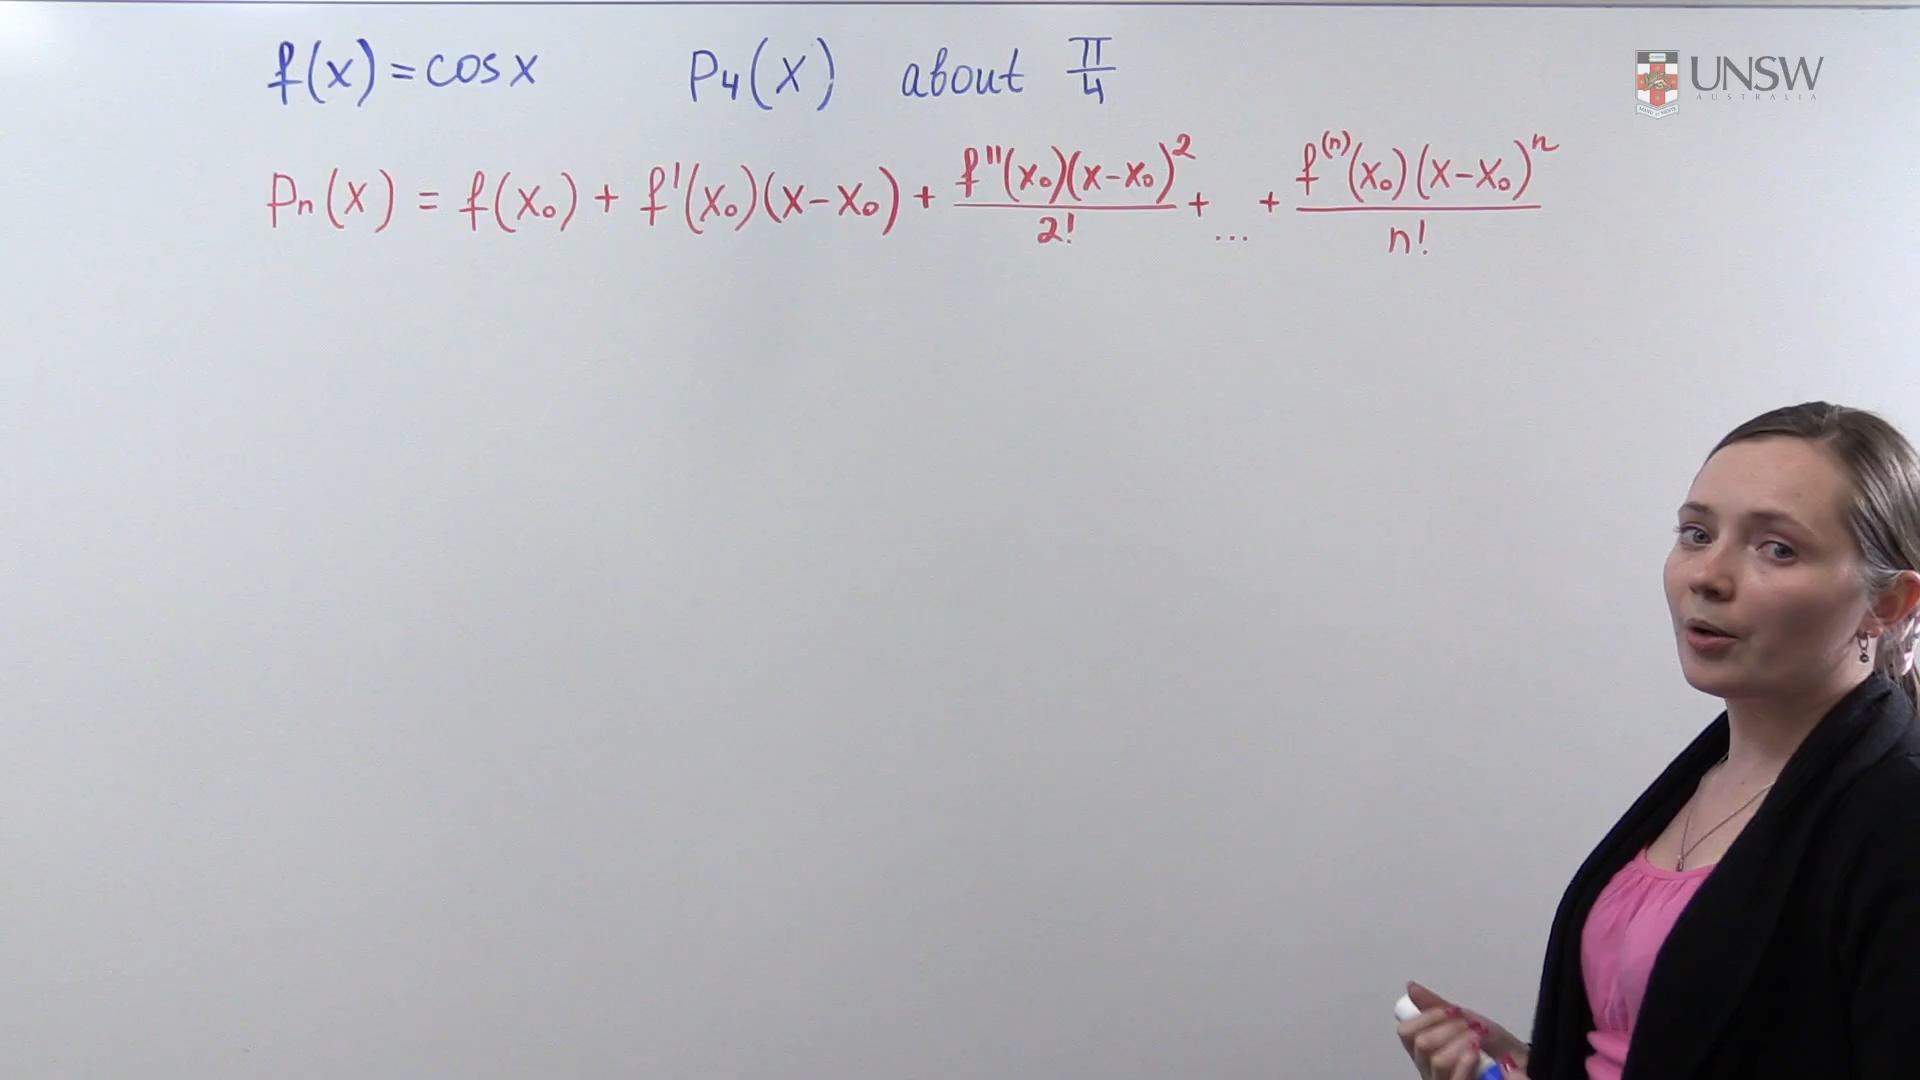 f(x) = cos x P₄(x) about π/4
UNSW
AUSTRALIA
Pₙ(x) = f(x₀) + f'(x₀)(x-x₀) + f''(x₀)(x-x₀)²/2! + ... + f⁽ⁿ⁾(x₀)(x-x₀)ⁿ/n!